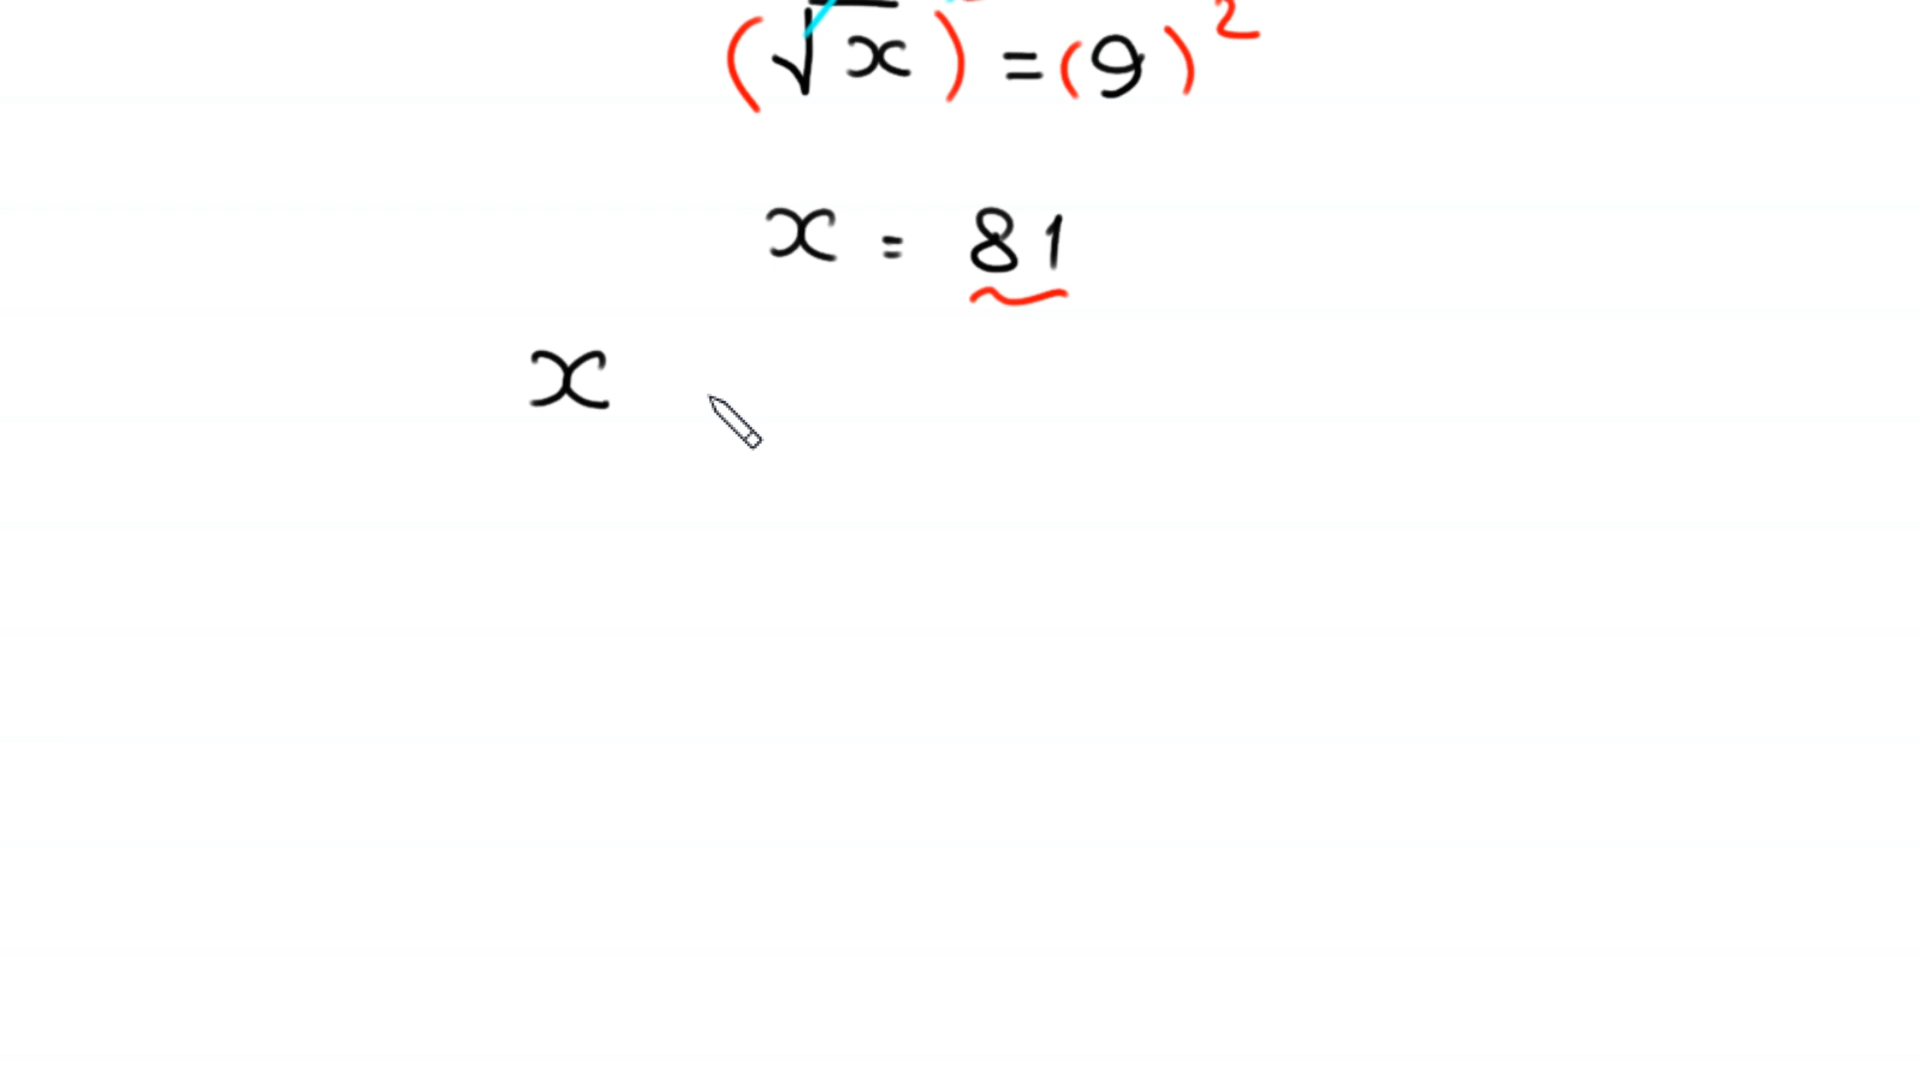 (√x) = (9)²
x = 81
x